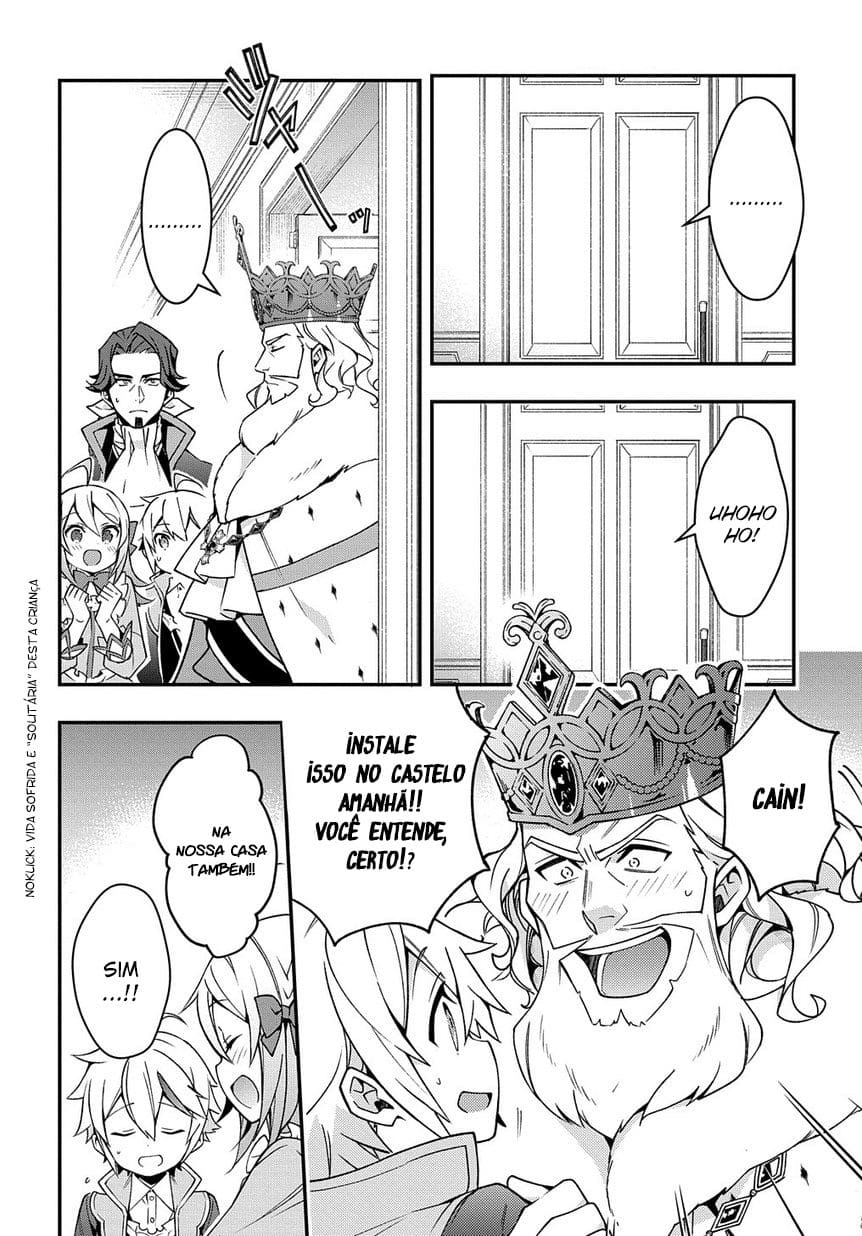 .........
UHOHO
HO!
.........
CAIN!
INSTALE
ISSO NO CASTELO
AMANHÃ!!
VOCÊ ENTENDE,
CERTO!?
NA
NOSSA CASA
TAMBÉM!!
SIM
...!!
NOKLICK: VIDA SOFRIDA E "SOLITÁRIA" DESTA CRIANÇA